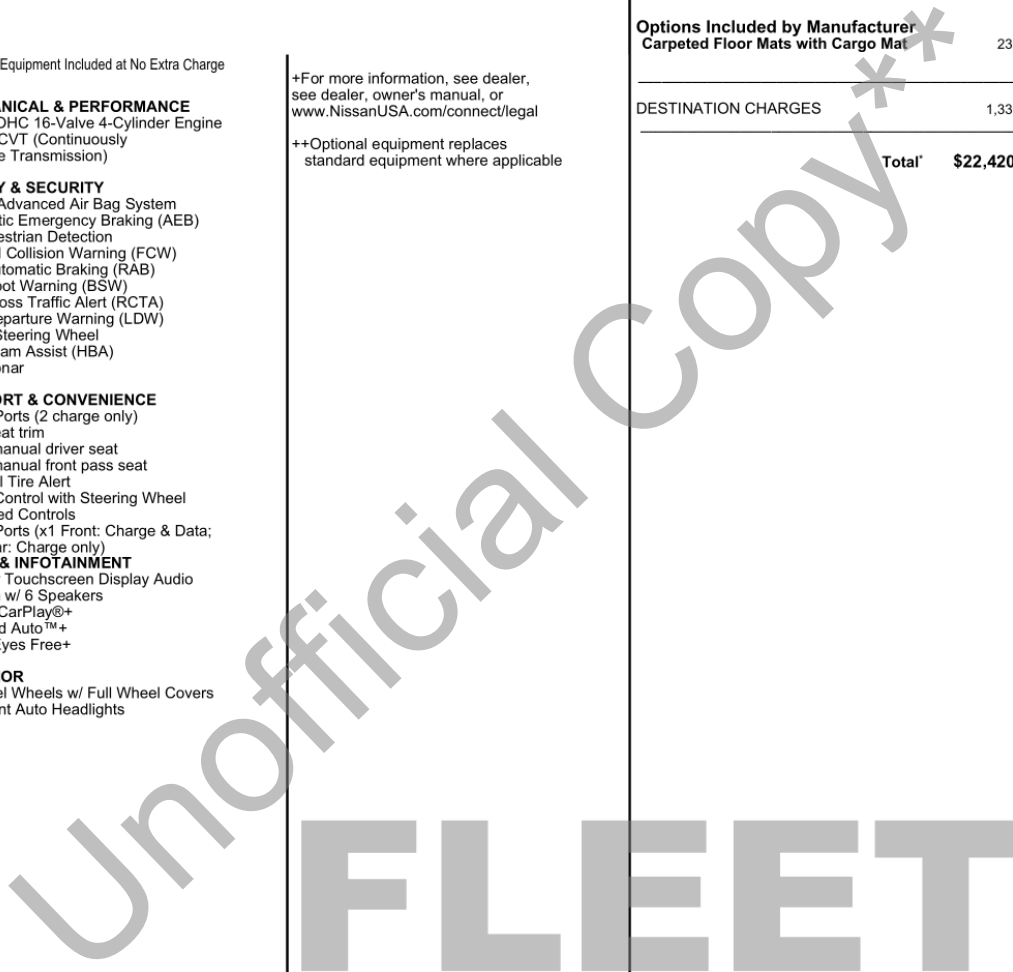 Equipment Included at No Extra Charge
ANICAL & PERFORMANCE
OHC 16-Valve 4-Cylinder Engine
CVT (Continuously
e Transmission)
Y & SECURITY
Advanced Air Bag System
tic Emergency Braking (AEB)
estrian Detection
l Collision Warning (FCW)
utomatic Braking (RAB)
pot Warning (BSW)
oss Traffic Alert (RCTA)
eparture Warning (LDW)
Steering Wheel
am Assist (HBA)
onar
ORT & CONVENIENCE
Ports (2 charge only)
eat trim
manual driver seat
manual front pass seat
l Tire Alert
Control with Steering Wheel
ed Controls
Ports (x1 Front: Charge & Data;
ar: Charge only)
& INFOTAINMENT
Touchscreen Display Audio
w/ 6 Speakers
CarPlay®+
d Auto™+
Eyes Free+
OR
el Wheels w/ Full Wheel Covers
nt Auto Headlights
+For more information, see dealer,
see dealer, owner's manual, or
www.NissanUSA.com/connect/legal
++Optional equipment replaces
standard equipment where applicable
Options Included by Manufacturer
Carpeted Floor Mats with Cargo Mat 23
DESTINATION CHARGES 1,33
Total* $22,420
Unofficial Copy**
FLEET